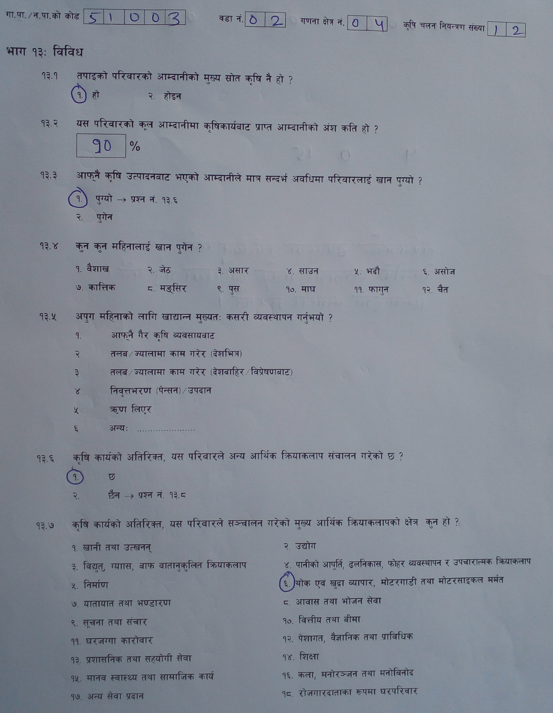 गा.पा./न.पा.को कोड 5 1 0 0 3 वडा नं. 0 2 गणना क्षेत्र नं. 0 4 कृषि चलन नियन्त्रण संख्या 1 2
भाग १३: विविध
१३.१ तपाइको परिवारको आम्दानीको मुख्य स्रोत कृषि नै हो ?
१. हो २. होइन
१३.२ यस परिवारको कूल आम्दानीमा कृषिकार्यबाट प्राप्त आम्दानीको अंश कति हो ?
90 %
१३.३ आफ्नै कृषि उत्पादनबाट भएको आम्दानीले मात्र सन्दर्भ अवधिमा परिवारलाई खान पुग्यो ?
१. पुग्यो → प्रश्न नं. १३.६
२. पुगेन
१३.४ कुन कुन महिनालाई खान पुगेन ?
१. वैशाख २. जेठ ३. असार ४. साउन ५. भदौ ६. असोज
७. कात्तिक ८. मङ्सिर ९. पुस १०. माघ ११. फागुन १२. चैत
१३.५ अपुग महिनाको लागि खाद्यान्न मुख्यतः कसरी व्यवस्थापन गर्नुभयो ?
१. आफ्नै गैर कृषि व्यवसायबाट
२ तलब/ज्यालामा काम गरेर (देशभित्र)
३ तलब/ज्यालामा काम गरेर (देशबाहिर/विप्रेषणबाट)
४ निवृत्तभरण (पेन्सन)/उपदान
५ ऋण लिएर
६ अन्यः ......................
१३.६ कृषि कार्यको अतिरिक्त, यस परिवारले अन्य आर्थिक क्रियाकलाप संचालन गरेको छ ?
१. छ
२. छैन → प्रश्न नं. १३.८
१३.७ कृषि कार्यको अतिरिक्त, यस परिवारले सञ्चालन गरेको मुख्य आर्थिक क्रियाकलापको क्षेत्र कुन हो ?
१. खानी तथा उत्खनन् २ उद्योग
३. विद्युत्, ग्यास, वाफ वातानुकूलित क्रियाकलाप ४. पानीको आपूर्ति, ढलनिकास, फोहर व्यवस्थापन र उपचारात्मक क्रियाकलाप
५. निर्माण ६. थोक एवं खुद्रा व्यापार, मोटरगाडी तथा मोटरसाइकल मर्मत
७. यातायात तथा भण्डारण ८. आवास तथा भोजन सेवा
९. सूचना तथा संचार १०. वित्तीय तथा बीमा
११. घरजग्गा कारोबार १२. पेशागत, वैज्ञानिक तथा प्राविधिक
१३. प्रशासनिक तथा सहयोगी सेवा १४. शिक्षा
१५. मानव स्वास्थ्य तथा सामाजिक कार्य १६. कला, मनोरञ्जन तथा मनोविनोद
१७. अन्य सेवा प्रदान १८. रोजगारदाताका रूपमा घरपरिवार